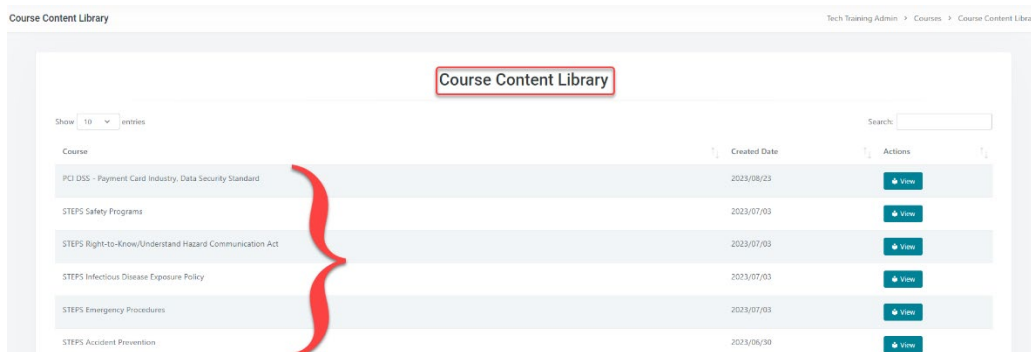 Course Content Library
Tech Training Admin > Courses > Course Content Libra
Course Content Library
Show 10 entries
Search:
Course Created Date Actions
PCI DSS - Payment Card Industry, Data Security Standard 2023/08/23 View
STEPS Safety Programs 2023/07/03 View
STEPS Right-to-Know/Understand Hazard Communication Act 2023/07/03 View
STEPS Infectious Disease Exposure Policy 2023/07/03 View
STEPS Emergency Procedures 2023/07/03 View
STEPS Accident Prevention 2023/06/30 View